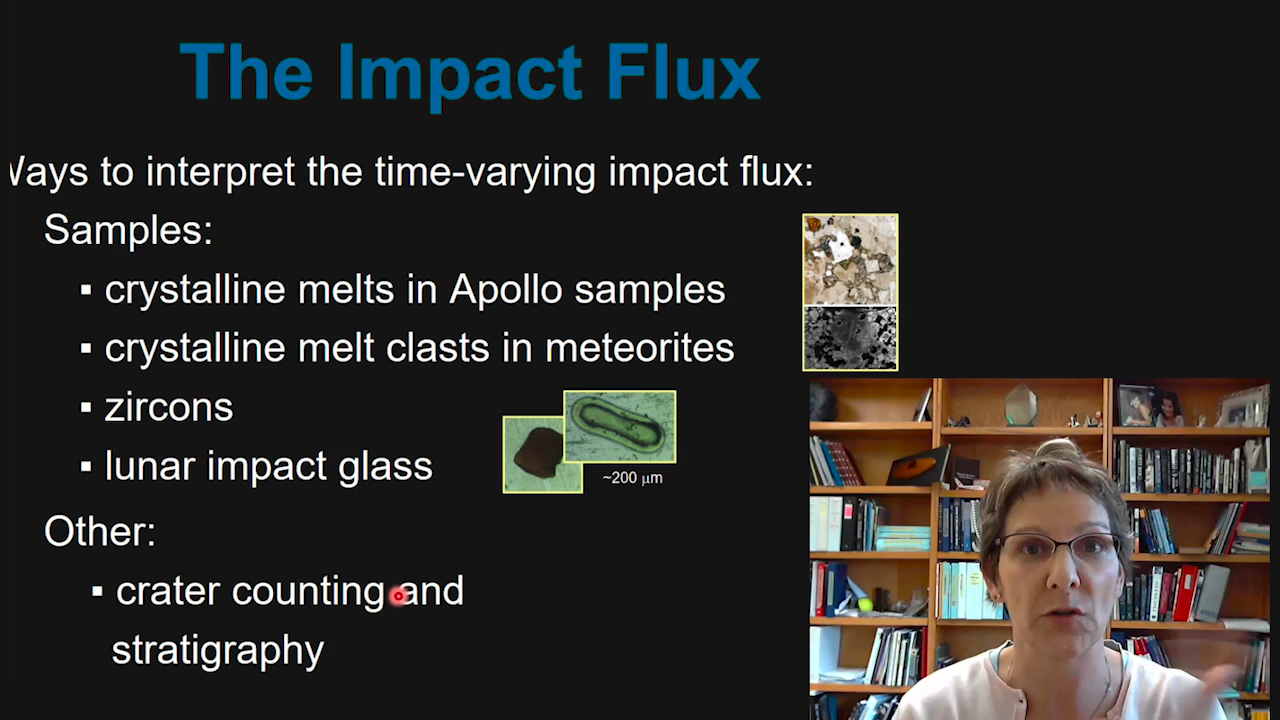 The Impact Flux
Ways to interpret the time-varying impact flux:
Samples:
▪ crystalline melts in Apollo samples
▪ crystalline melt clasts in meteorites
▪ zircons
▪ lunar impact glass
~200 μm
Other:
▪ crater counting and
stratigraphy